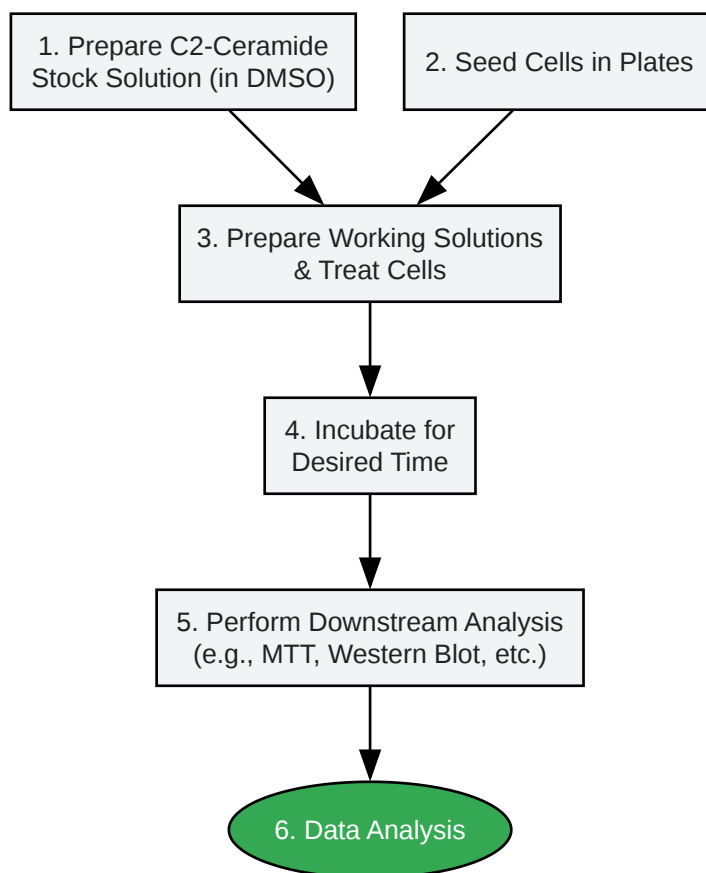 1. Prepare C2-Ceramide
Stock Solution (in DMSO)
2. Seed Cells in Plates
3. Prepare Working Solutions
& Treat Cells
4. Incubate for
Desired Time
5. Perform Downstream Analysis
(e.g., MTT, Western Blot, etc.)
6. Data Analysis